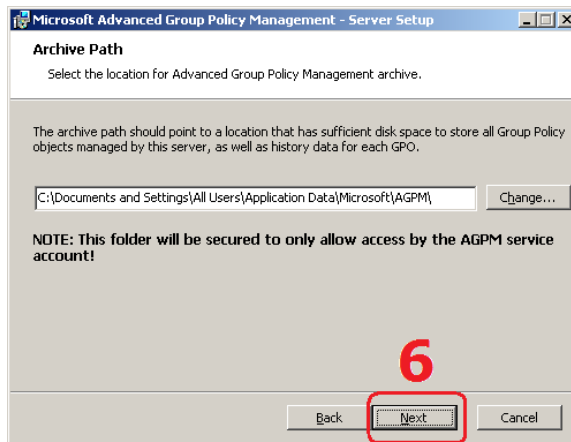 Microsoft Advanced Group Policy Management - Server Setup
Archive Path
Select the location for Advanced Group Policy Management archive.
The archive path should point to a location that has sufficient disk space to store all Group Policy
objects managed by this server, as well as history data for each GPO.
C:\Documents and Settings\All Users\Application Data\Microsoft\AGPM\ Change...
NOTE: This folder will be secured to only allow access by the AGPM service
account!
6
Back Next Cancel